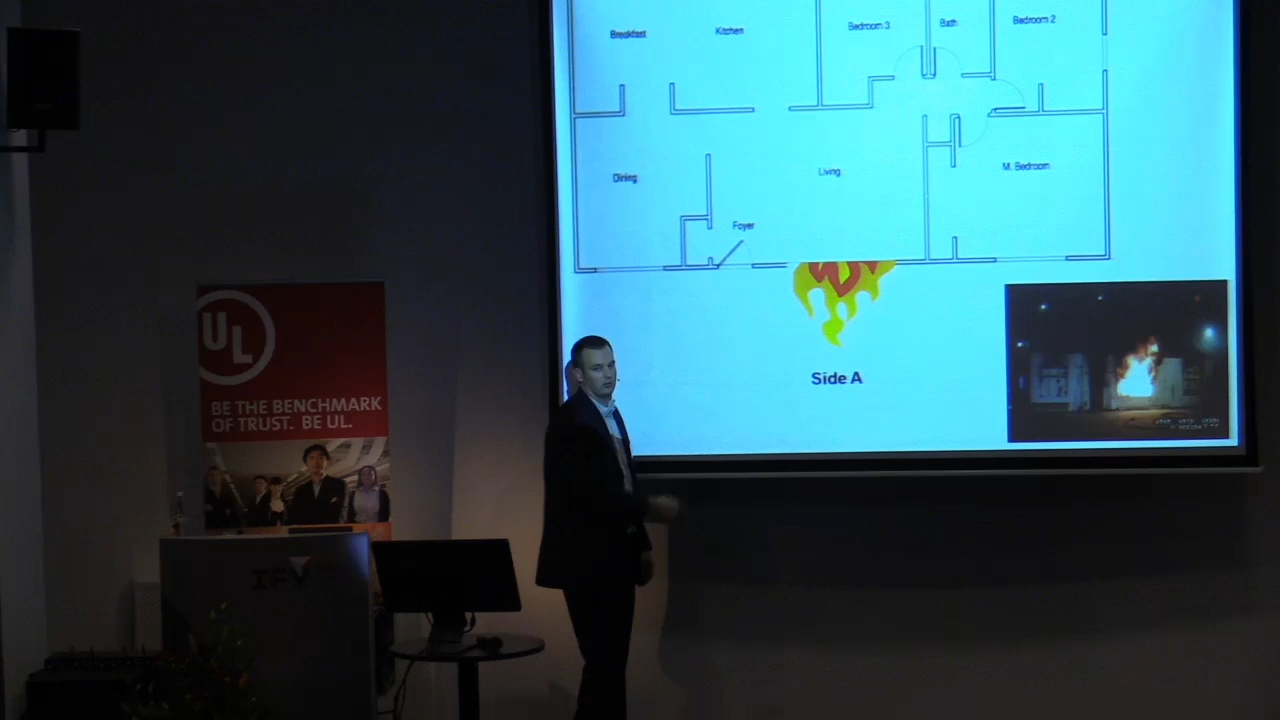 Breakfast
Kitchen
Bedroom 3
Bath
Bedroom 2
Dining
Living
M. Bedroom
Foyer
Side A
UL
BE THE BENCHMARK
OF TRUST. BE UL.
IFV